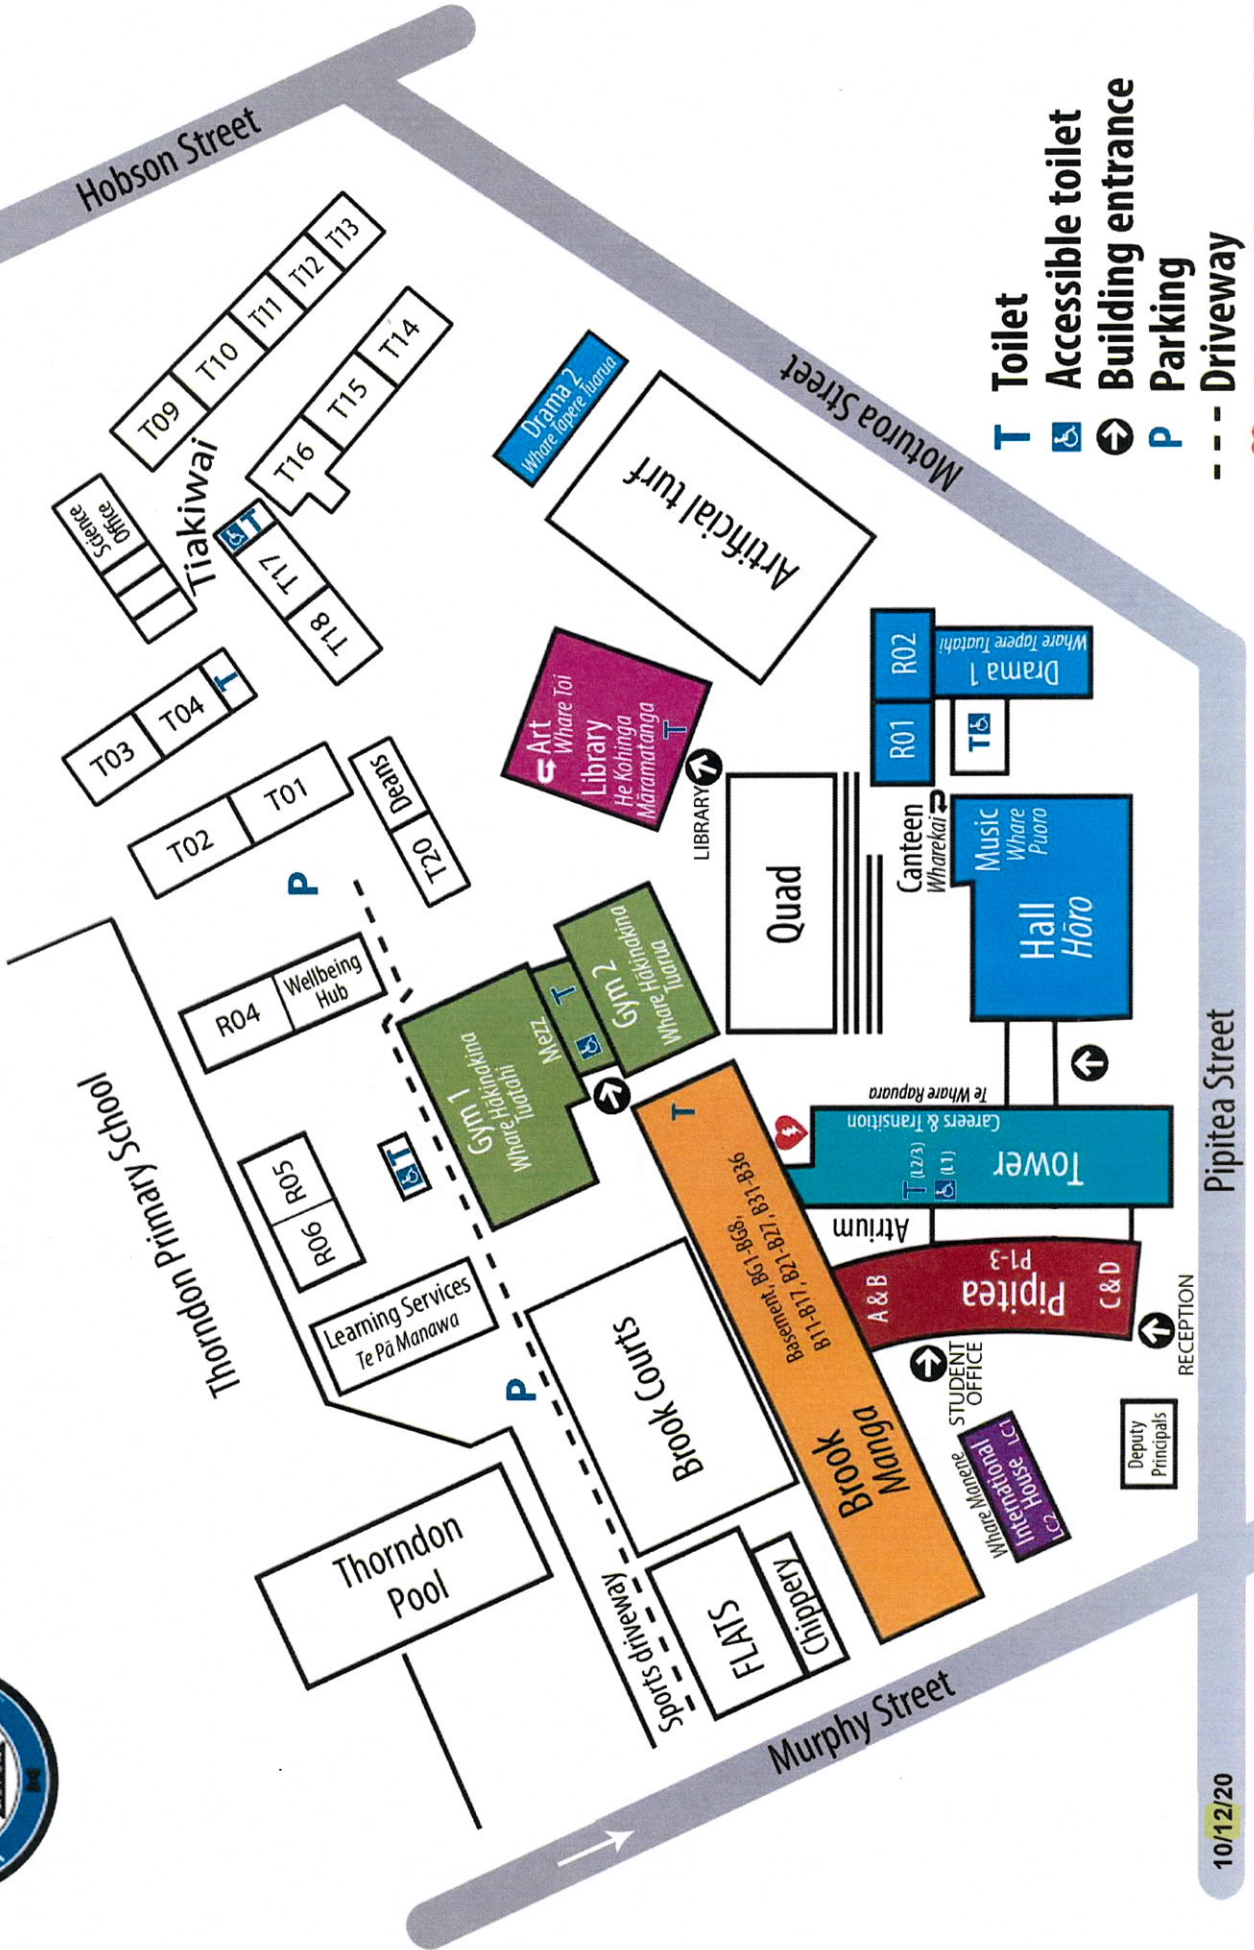 Hobson Street
T13
T12
T11
T10
T09
T14
T15
T16
Tiakiwai
Science
Office
T
T17
T18
T03
T04
T
T02
T01
Deans
T20
P
Drama 2
Whare Tapere Tuarua
Artificial turf
Moturoa Street
Art
Whare Toi
Library
He Kohinga
Māramatanga
T
LIBRARY
R02
R01
Drama 1
Whare Tapere Tuatahi
T
Canteen
Wharekai
Music
Whare
Puoro
Hall
Hōro
Quad
R04
Wellbeing
Hub
Thorndon Primary School
R05
R06
T
Learning Services
Te Pā Manawa
P
Gym 1
Whare Hākinakina
Tuatahi
Mezz
T
Gym 2
Whare Hākinakina
Tuarua
T
Basement, BG1-BG8,
B11-B17, B21-B27, B31-B36
Brook
Manga
Te Whare Rapuara
Careers & Transition
T (L2/3)
(L1)
Tower
Atrium
A & B
Pipitea
P1-3
C & D
STUDENT
OFFICE
RECEPTION
Deputy
Principals
Whare Manene
International
House LC1
LC2
Brook Courts
Thorndon
Pool
Sports driveway
FLATS
Chippery
Murphy Street
Pipitea Street
T Toilet
Accessible toilet
Building entrance
P Parking
--- Driveway
10/12/20